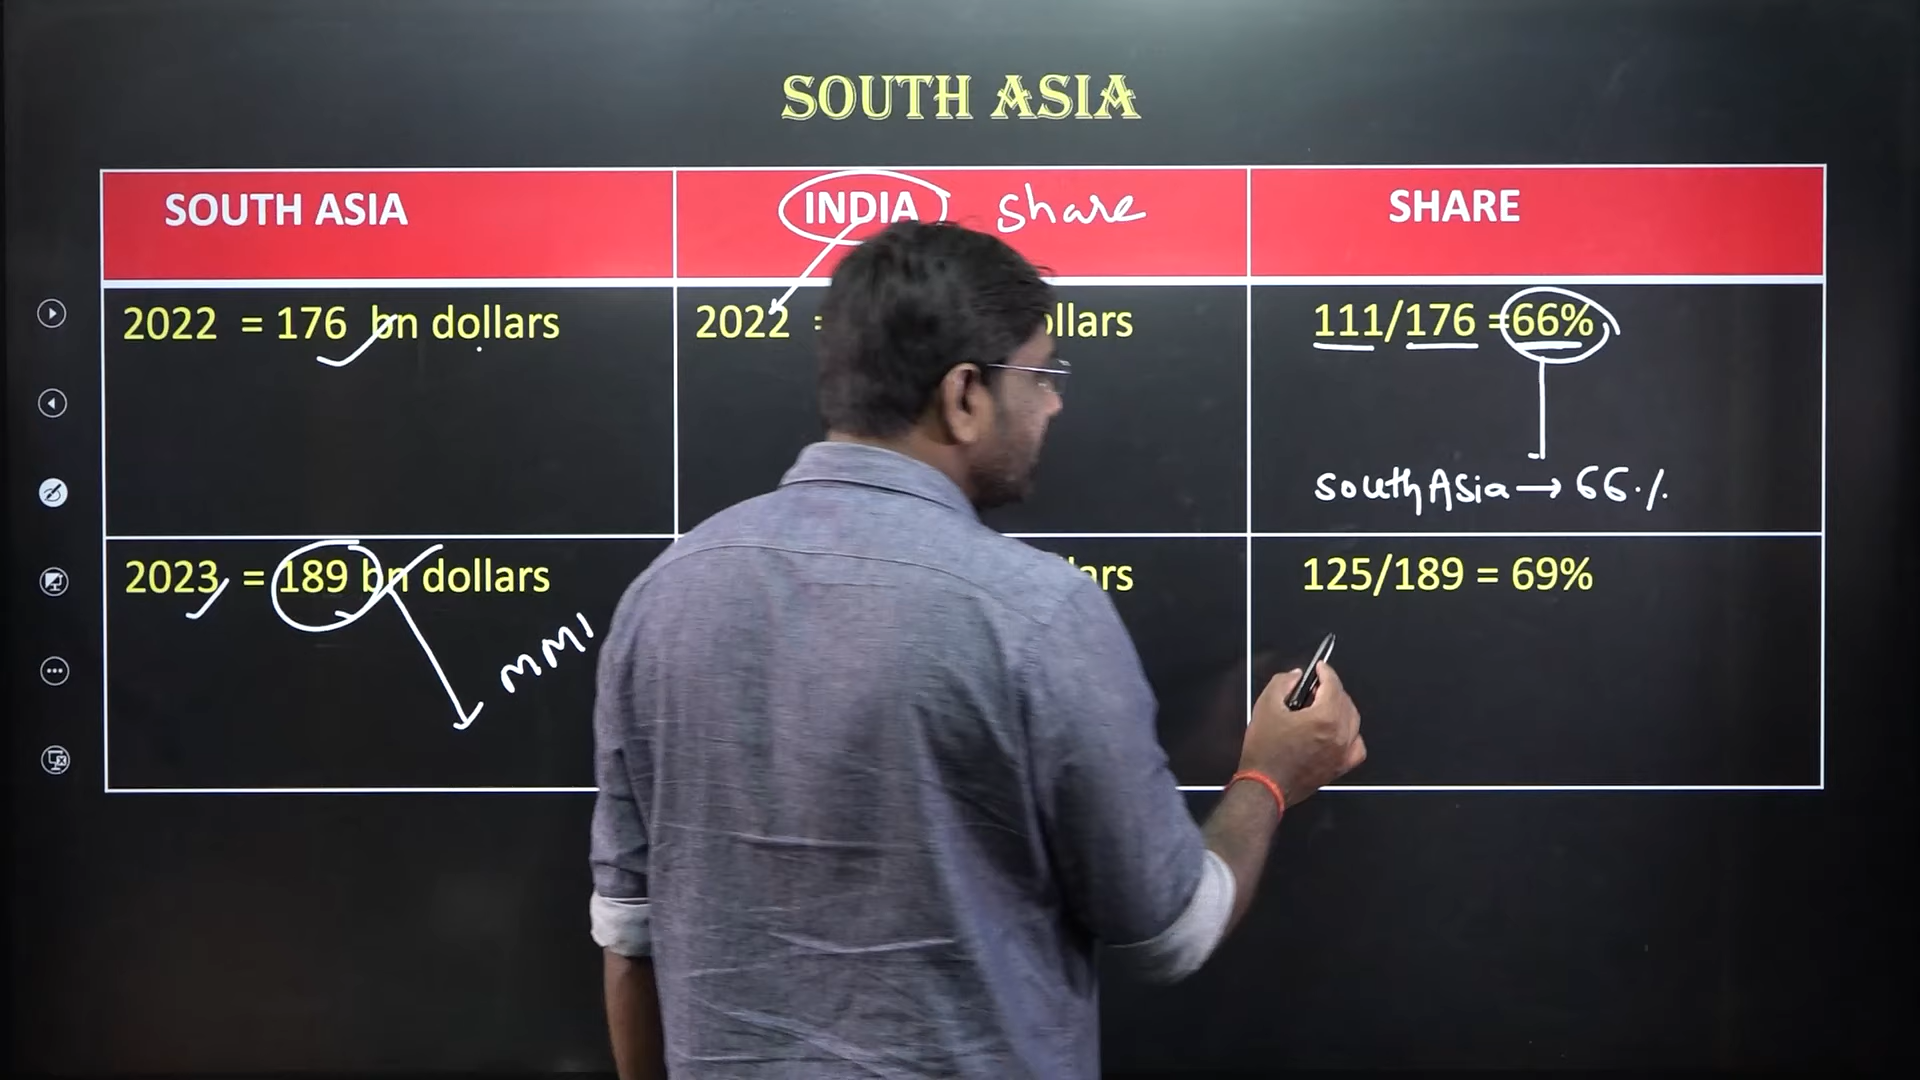 SOUTH ASIA
SOUTH ASIA
INDIA share
SHARE
2022 = 176 bn dollars
2022 = llars
111/176 =66%
south Asia → 66%
2023 = 189 bn dollars
MMI
ars
125/189 = 69%